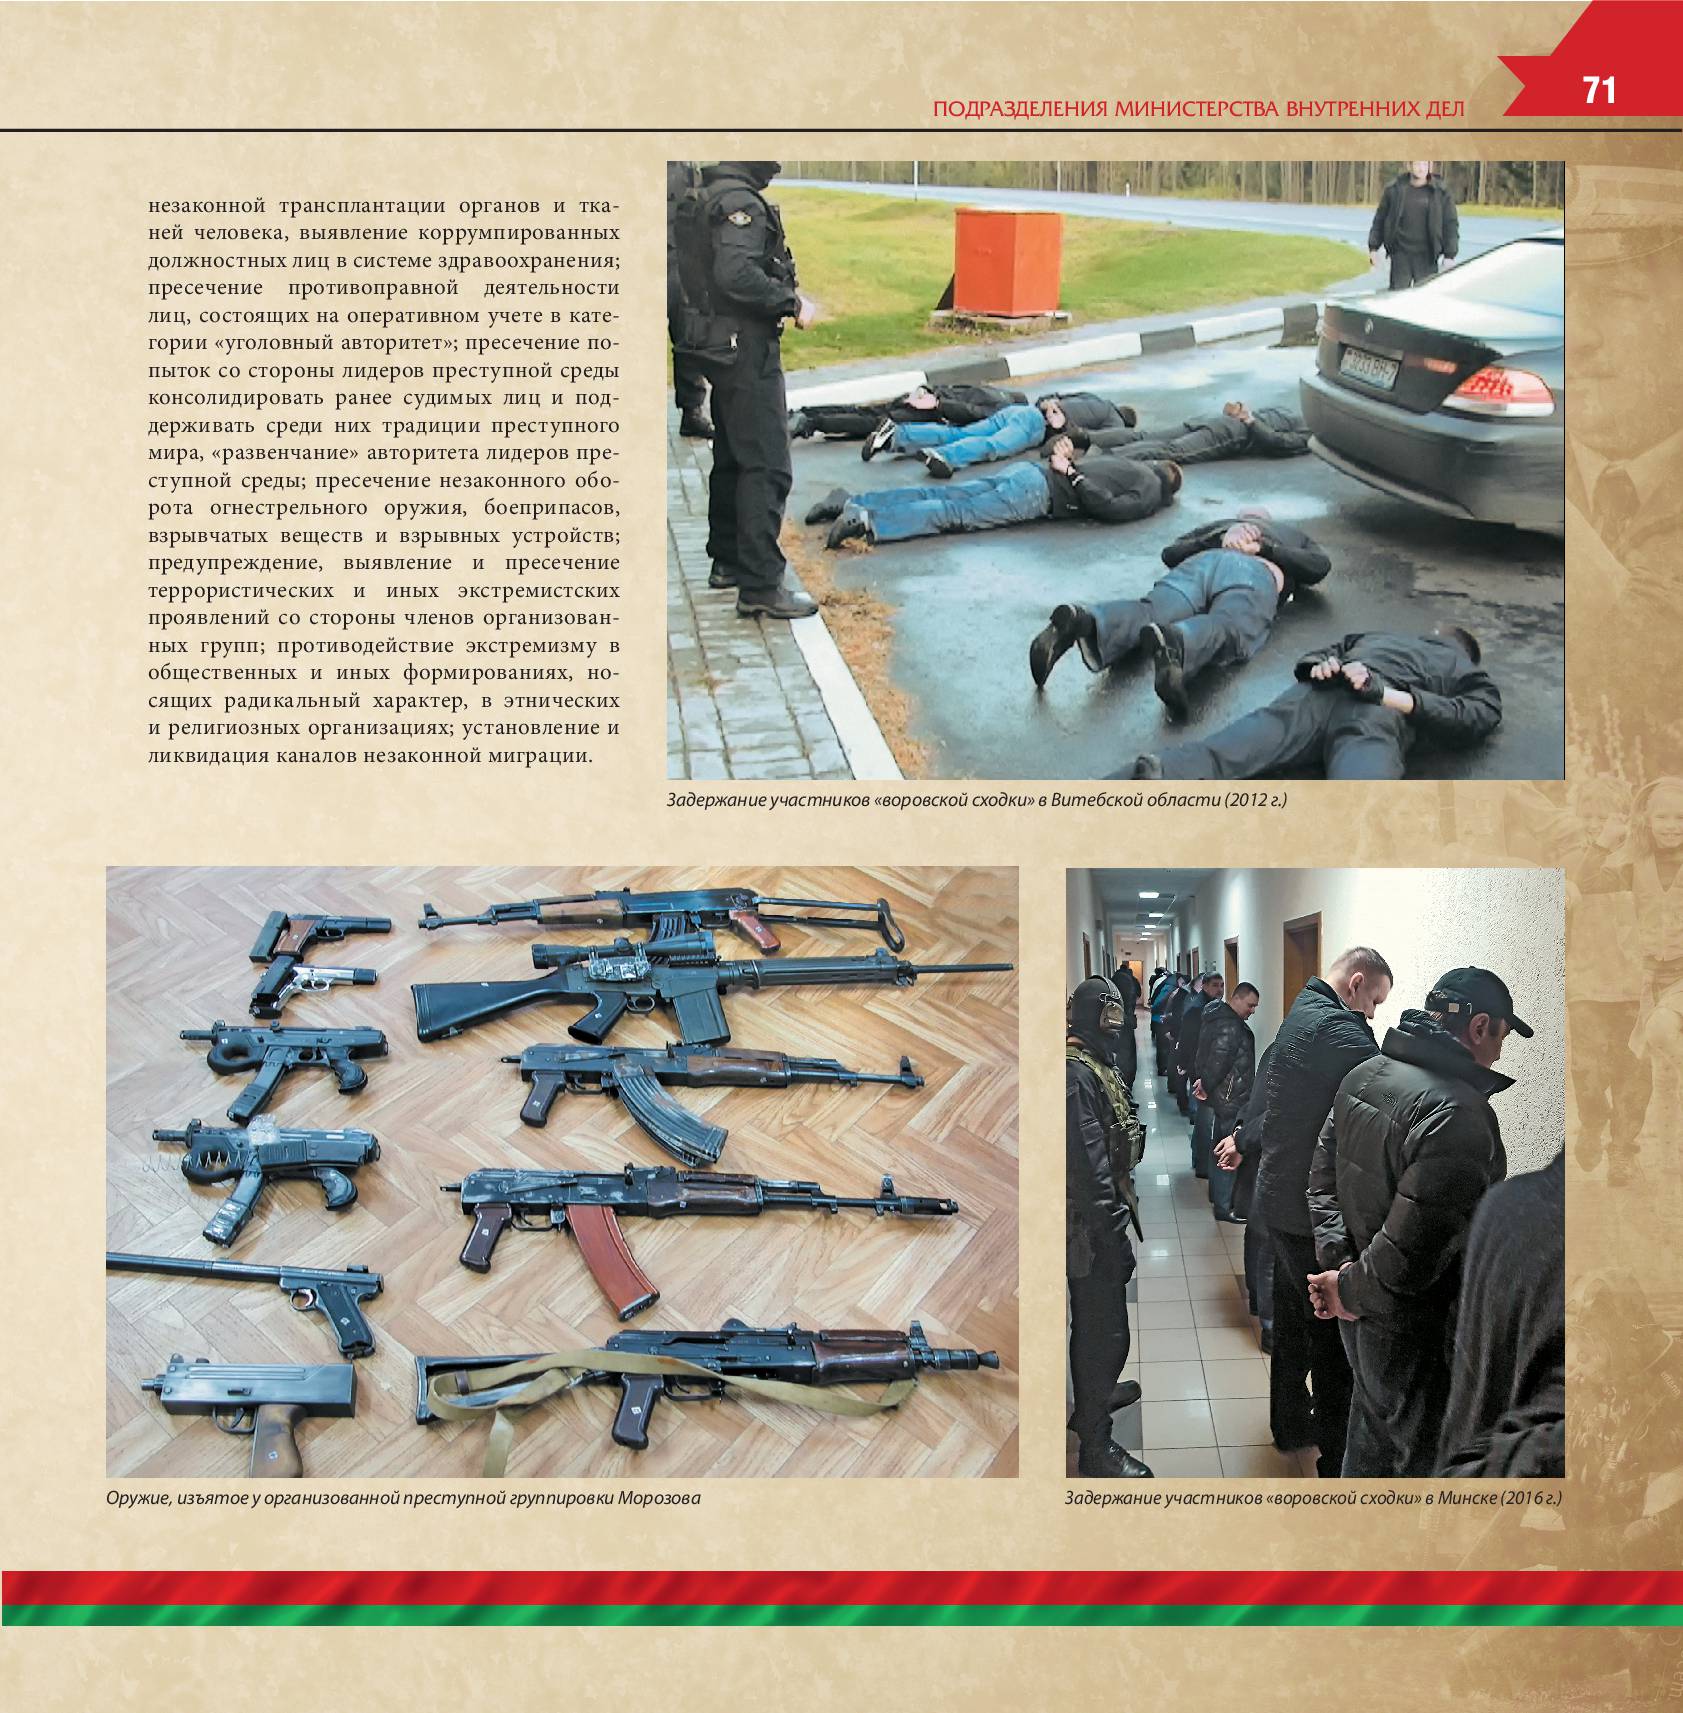 71
ПОДРАЗДЕЛЕНИЯ МИНИСТЕРСТВА ВНУТРЕННИХ ДЕЛ
незаконной трансплантации органов и тка-
ней человека, выявление коррумпированных
должностных лиц в системе здравоохранения;
пресечение противоправной деятельности
лиц, состоящих на оперативном учете в кате-
гории «уголовный авторитет»; пресечение по-
пыток со стороны лидеров преступной среды
консолидировать ранее судимых лиц и под-
держивать среди них традиции преступного
мира, «развенчание» авторитета лидеров пре-
ступной среды; пресечение незаконного обо-
рота огнестрельного оружия, боеприпасов,
взрывчатых веществ и взрывных устройств;
предупреждение, выявление и пресечение
террористических и иных экстремистских
проявлений со стороны членов организован-
ных групп; противодействие экстремизму в
общественных и иных формированиях, но-
сящих радикальный характер, в этнических
и религиозных организациях; установление и
ликвидация каналов незаконной миграции.
Задержание участников «воровской сходки» в Витебской области (2012 г.)
Оружие, изъятое у организованной преступной группировки Морозова
Задержание участников «воровской сходки» в Минске (2016 г.)